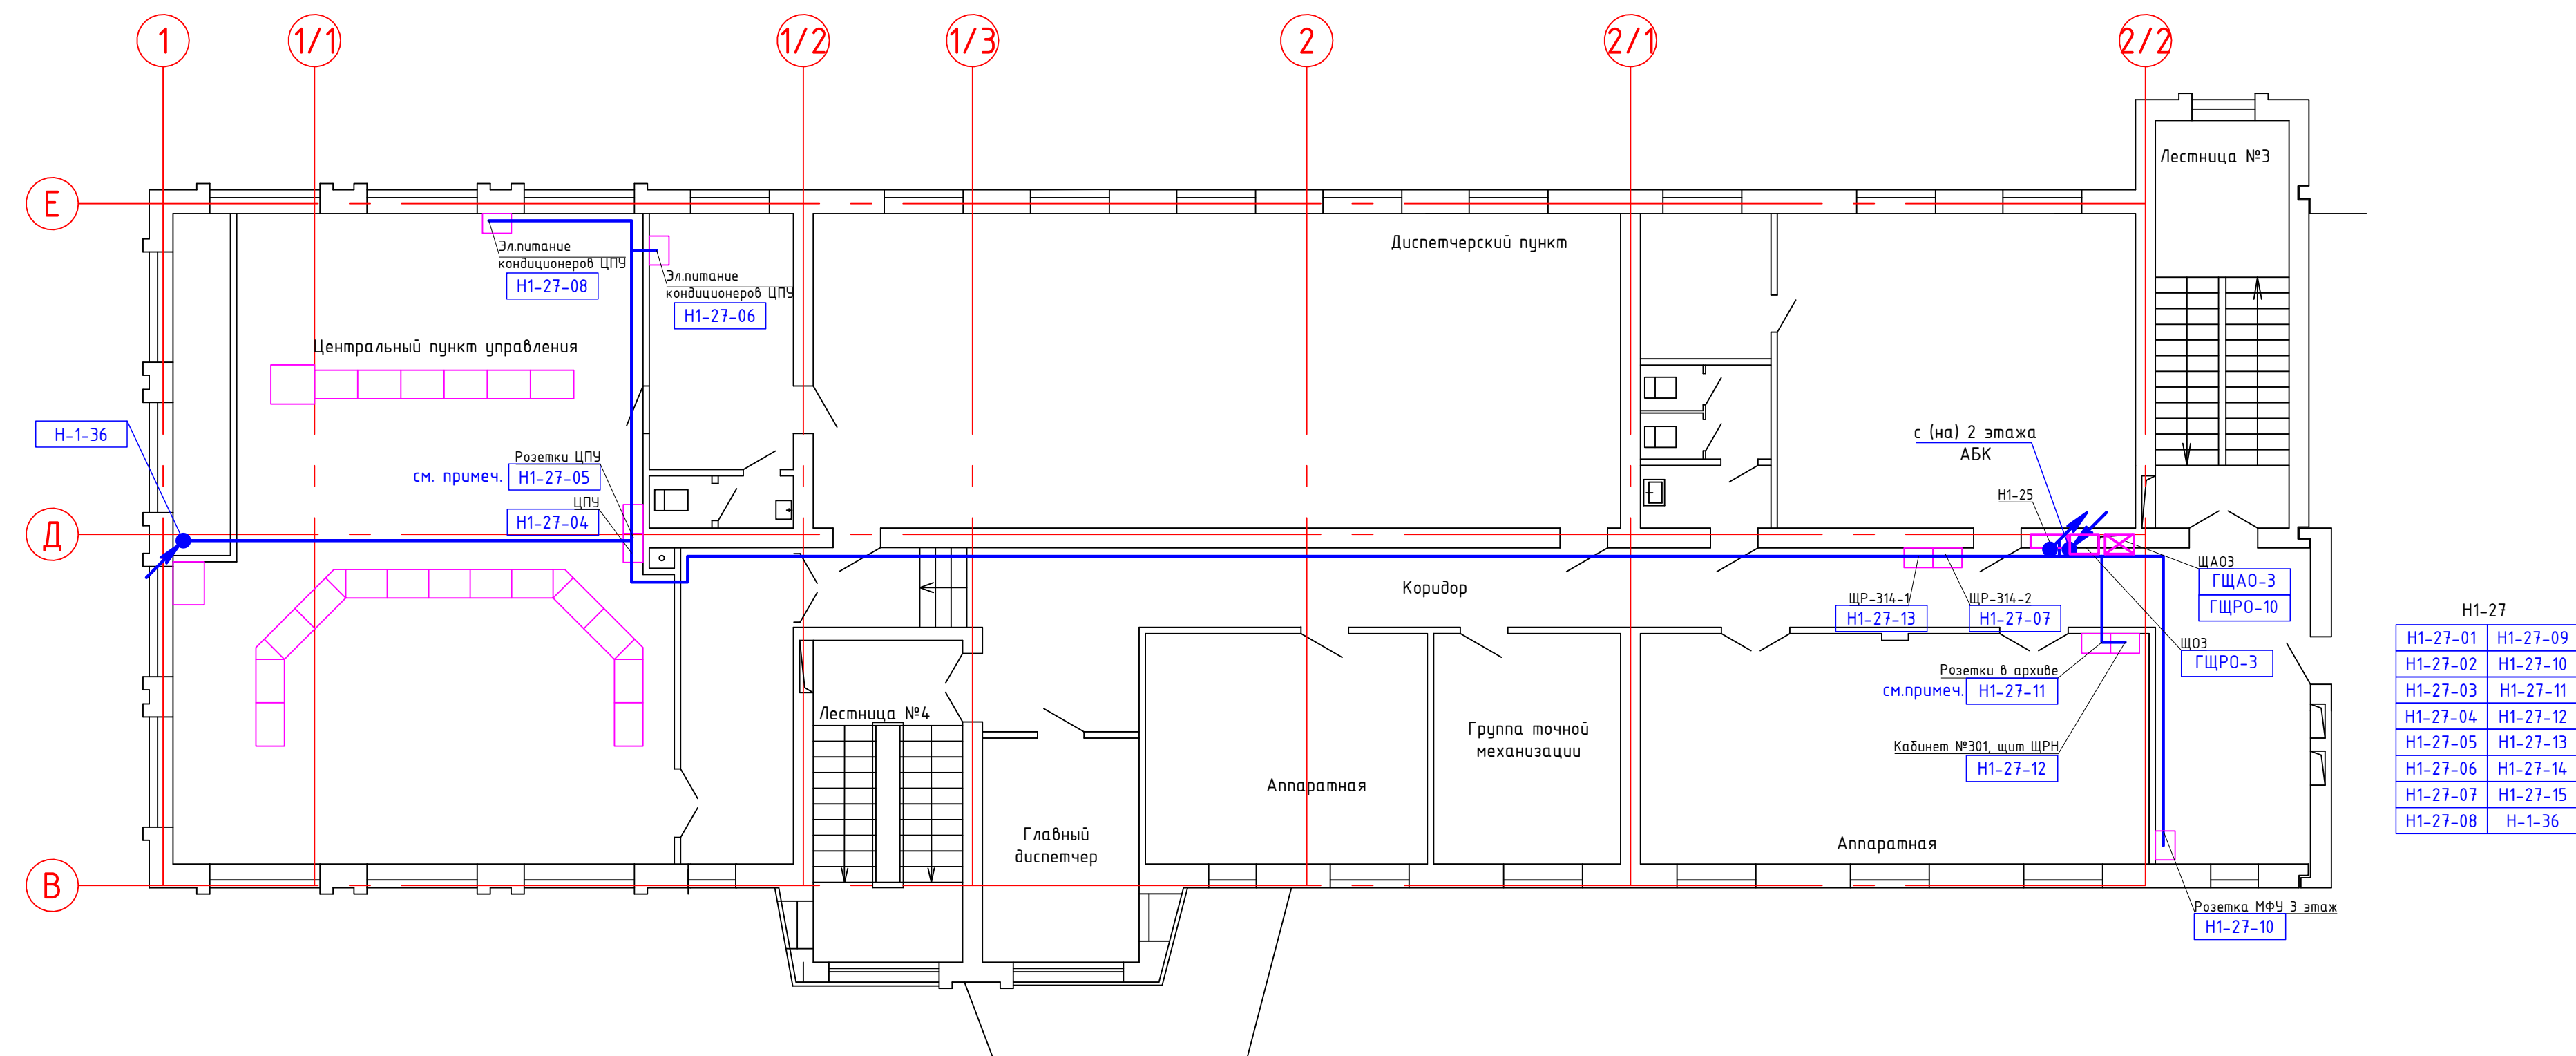 1
1/1
1/2
1/3
2
2/1
2/2
Е
Д
В
Лестница №3
Диспетчерский пункт
Эл.питание
кондиционеров ЦПУ
Н1-27-08
Эл.питание
кондиционеров ЦПУ
Н1-27-06
Центральный пункт управления
Н-1-36
Розетки ЦПУ
см. примеч.
Н1-27-05
ЦПУ
Н1-27-04
с (на) 2 этажа
АБК
Н1-25
ЩАО3
ГЩАО-3
ГЩРО-10
Коридор
ЩР-314-1
Н1-27-13
ЩР-314-2
Н1-27-07
ЩО3
ГЩРО-3
Розетки в архиве
см.примеч.
Н1-27-11
Кабинет №301, щит ЩРН
Н1-27-12
Лестница №4
Группа точной
механизации
Аппаратная
Главный
диспетчер
Аппаратная
Розетка МФУ 3 этаж
Н1-27-10
Н1-27
Н1-27-01 Н1-27-09
Н1-27-02 Н1-27-10
Н1-27-03 Н1-27-11
Н1-27-04 Н1-27-12
Н1-27-05 Н1-27-13
Н1-27-06 Н1-27-14
Н1-27-07 Н1-27-15
Н1-27-08 Н-1-36